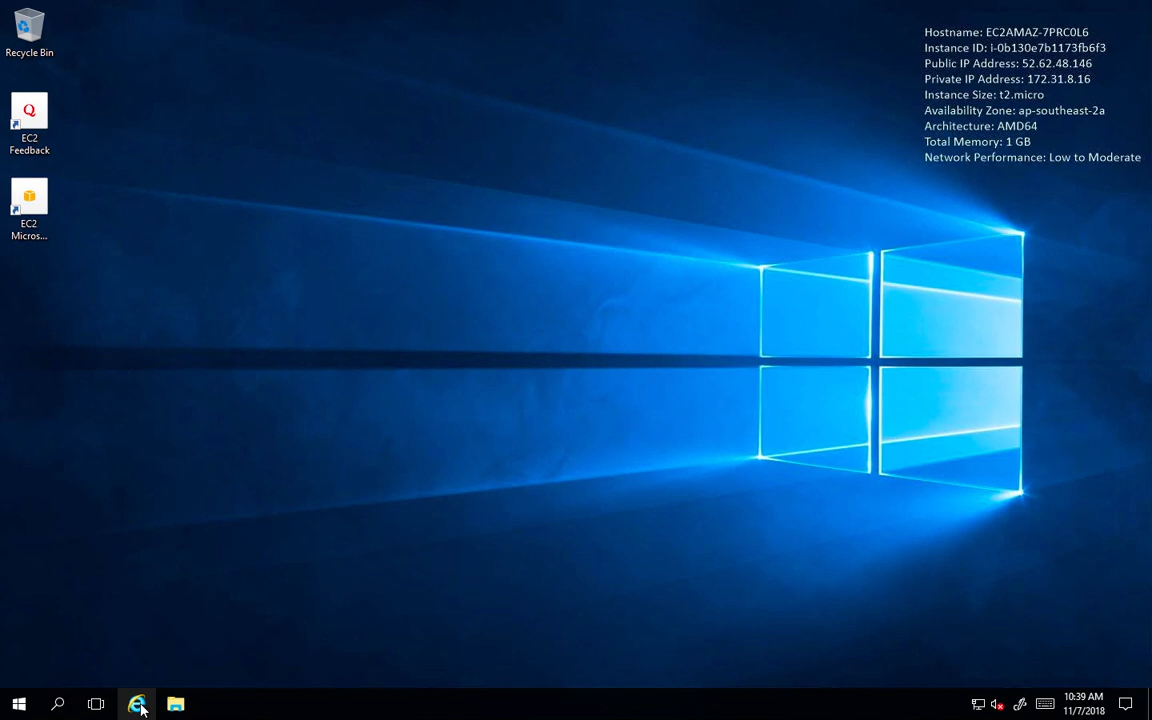 Recycle Bin
Q
EC2
Feedback
EC2
Micros...
Hostname: EC2AMAZ-7PRC0L6
Instance ID: i-0b130e7b1173fb6f3
Public IP Address: 52.62.48.146
Private IP Address: 172.31.8.16
Instance Size: t2.micro
Availability Zone: ap-southeast-2a
Architecture: AMD64
Total Memory: 1 GB
Network Performance: Low to Moderate
10:39 AM
11/7/2018